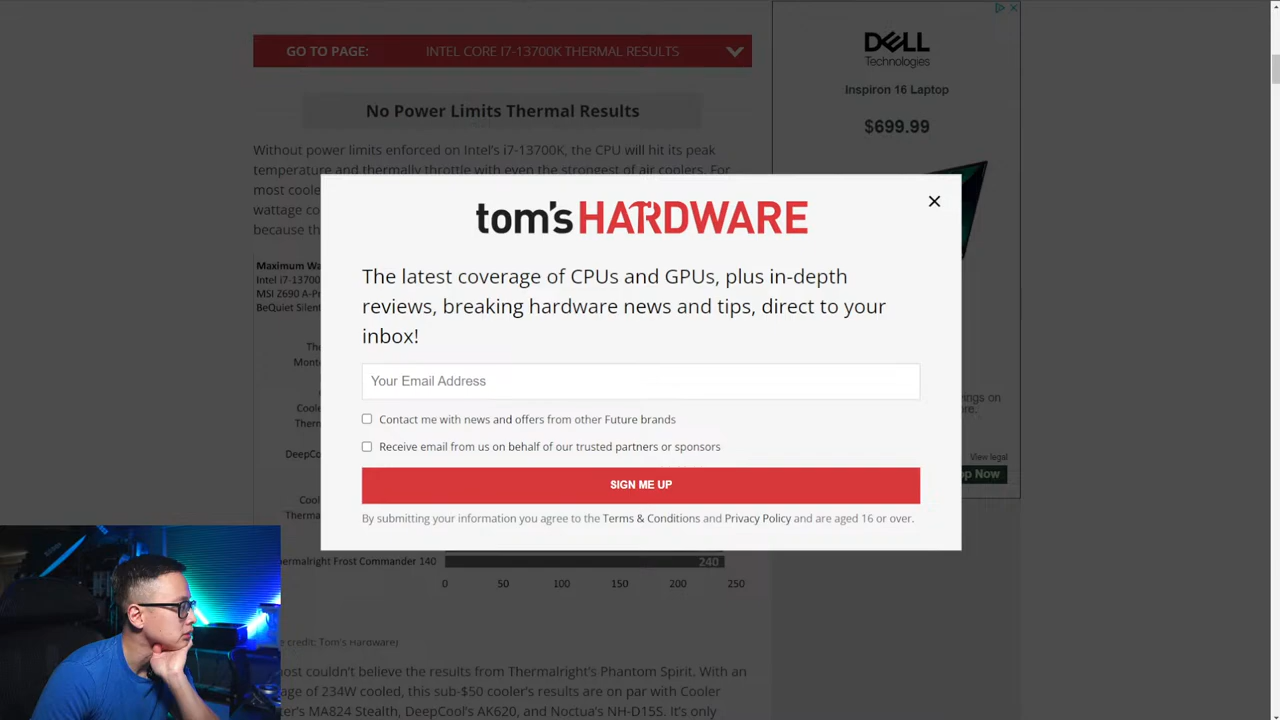 GO TO PAGE: INTEL CORE I7-13700K THERMAL RESULTS
No Power Limits Thermal Results
Without power limits enforced on Intel's i7-13700K, the CPU will hit its peak
temperature and thermally throttle with even the strongest of air coolers. For
most
wattage
because
Maximum
Intel i7-13700
MSI Z690 A-
BeQuiet
DELL
Technologies
Inspiron 16 Laptop
$699.99
tom's HARDWARE
The latest coverage of CPUs and GPUs, plus in-depth
reviews, breaking hardware news and tips, direct to your
inbox!
Your Email Address
Contact me with news and offers from other Future brands
Receive email from us on behalf of our trusted partners or sponsors
SIGN ME UP
By submitting your information you agree to the Terms & Conditions and Privacy Policy and are aged 16 or over.
View legal
Now
Frost Commander 140 240
0 50 100 150 200 250
credit: Tom's Hardware)
couldn't believe the results from Thermalright's Phantom Spirit. With an
of 234W cooled, this sub-$50 cooler's results are on par with Cooler
MA824 Stealth, DeepCool's AK620, and Noctua's NH-D15S. It's only